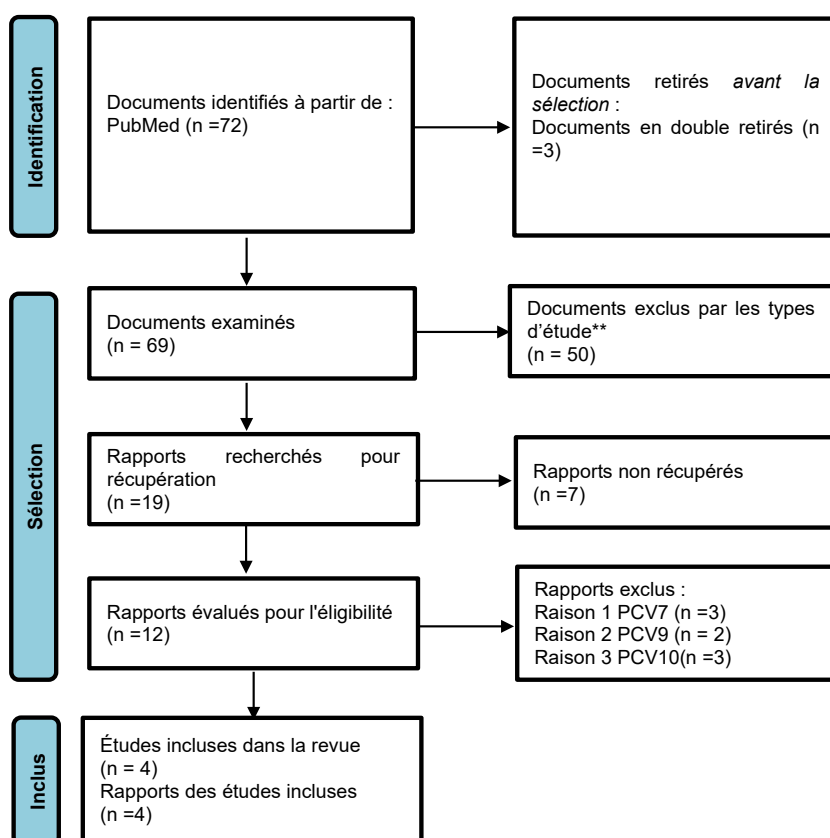 Identification
Documents identifiés à partir de :
PubMed (n =72)
Documents retirés avant la
sélection :
Documents en double retirés (n
=3)
Sélection
Documents examinés
(n = 69)
Documents exclus par les types
d'étude**
(n = 50)
Rapports recherchés pour
récupération
(n =19)
Rapports non récupérés
(n =7)
Rapports évalués pour l'éligibilité
(n =12)
Rapports exclus :
Raison 1 PCV7 (n =3)
Raison 2 PCV9 (n = 2)
Raison 3 PCV10(n =3)
Inclus
Études incluses dans la revue
(n = 4)
Rapports des études incluses
(n =4)